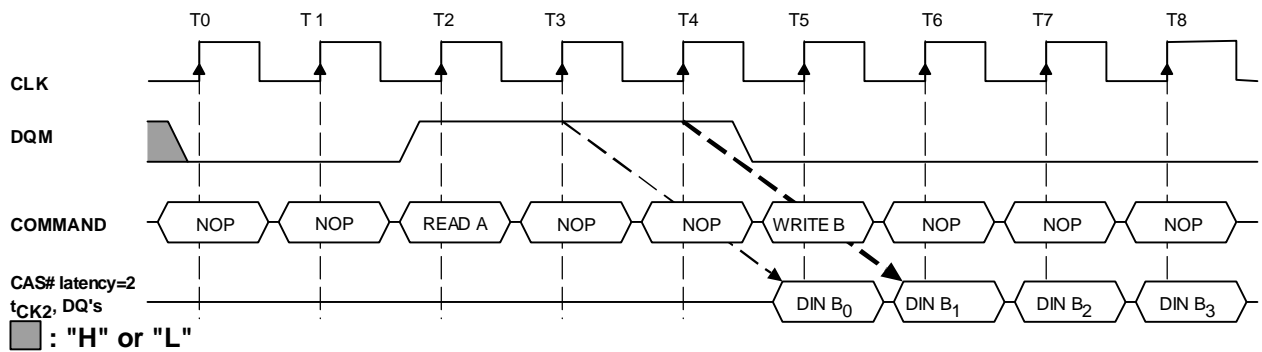 T0 T 1 T2 T3 T4 T5 T6 T7 T8
CLK
DQM
COMMAND NOP NOP READ A NOP NOP WRITE B NOP NOP NOP
CAS# latency=2
tCK2, DQ's DIN B0 DIN B1 DIN B2 DIN B3
: "H" or "L"